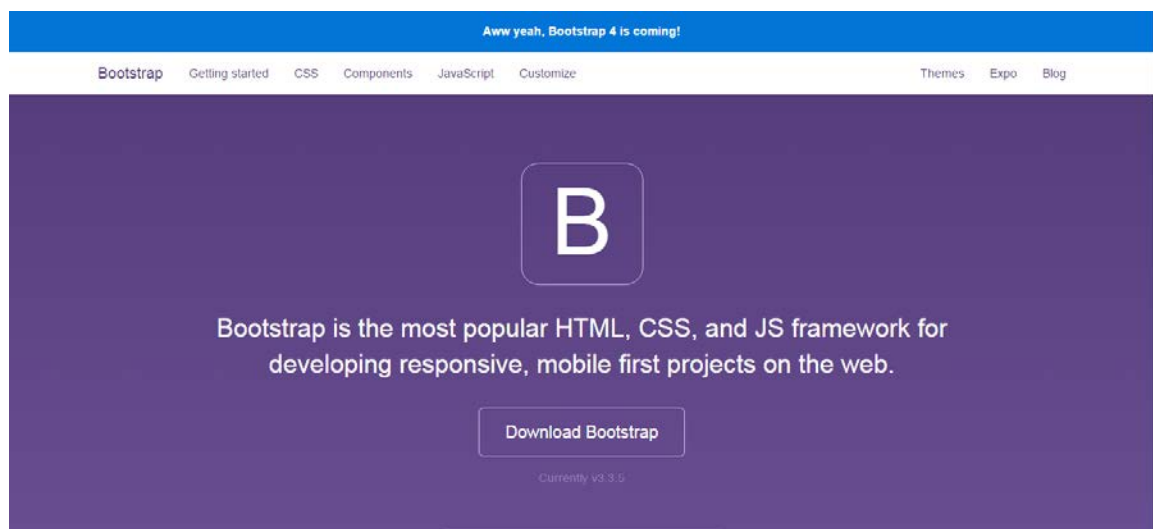 Aww yeah, Bootstrap 4 is coming!
Bootstrap Getting started CSS Components JavaScript Customize Themes Expo Blog
B
Bootstrap is the most popular HTML, CSS, and JS framework for
developing responsive, mobile first projects on the web.
Download Bootstrap
Currently v3.3.5